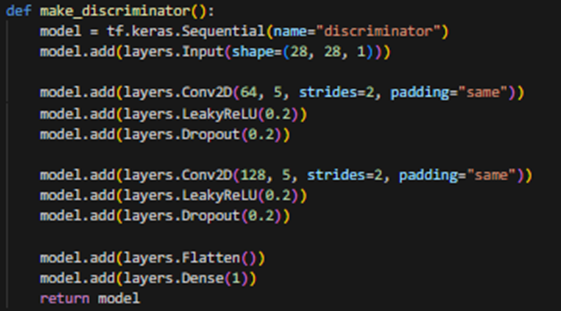 def make_discriminator():
    model = tf.keras.Sequential(name="discriminator")
    model.add(layers.Input(shape=(28, 28, 1)))

    model.add(layers.Conv2D(64, 5, strides=2, padding="same"))
    model.add(layers.LeakyReLU(0.2))
    model.add(layers.Dropout(0.2))

    model.add(layers.Conv2D(128, 5, strides=2, padding="same"))
    model.add(layers.LeakyReLU(0.2))
    model.add(layers.Dropout(0.2))

    model.add(layers.Flatten())
    model.add(layers.Dense(1))
    return model